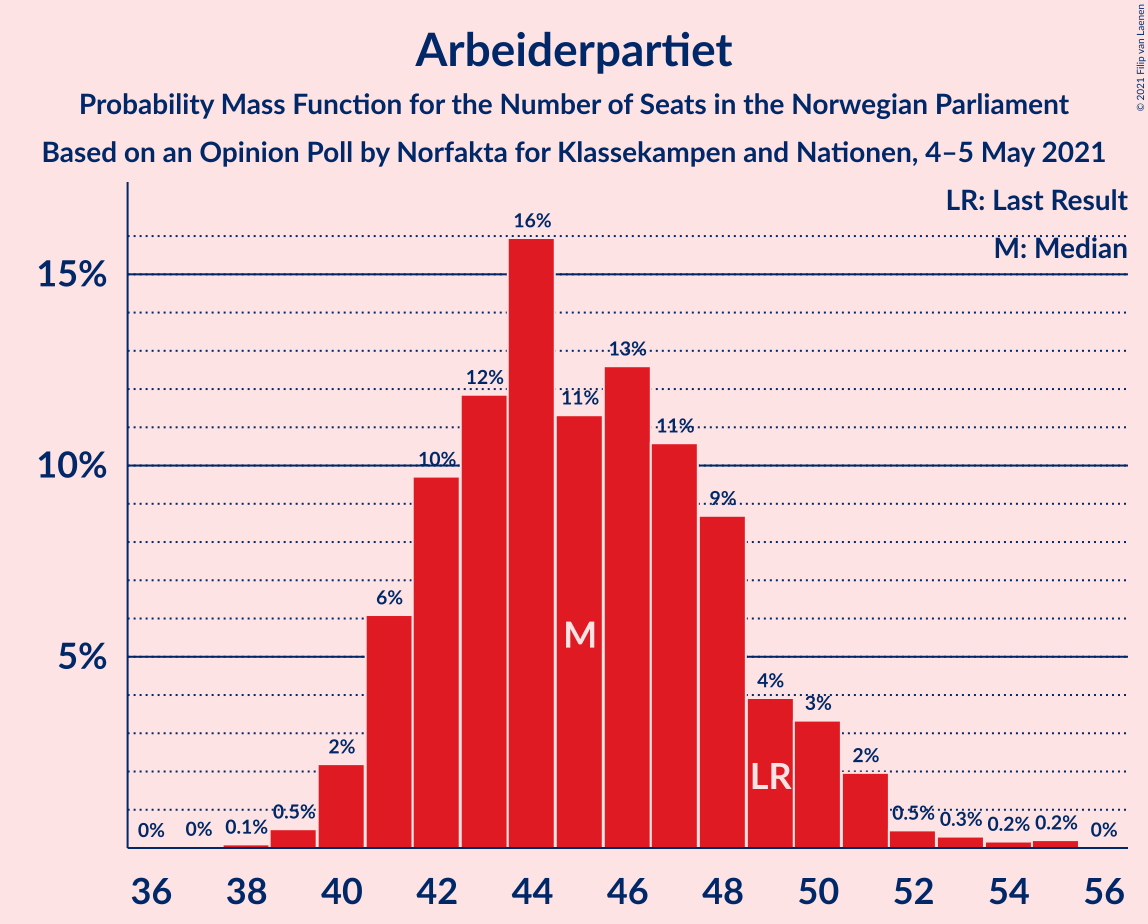 Arbeiderpartiet
Probability Mass Function for the Number of Seats in the Norwegian Parliament
Based on an Opinion Poll by Norfakta for Klassekampen and Nationen, 4–5 May 2021
© 2021 Filip van Laenen
LR: Last Result
M: Median
15%
10%
5%
0%
0%
0.1%
0.5%
2%
6%
10%
12%
16%
11%
13%
11%
9%
4%
3%
2%
0.5%
0.3%
0.2%
0.2%
0%
M
LR
36 38 40 42 44 46 48 50 52 54 56